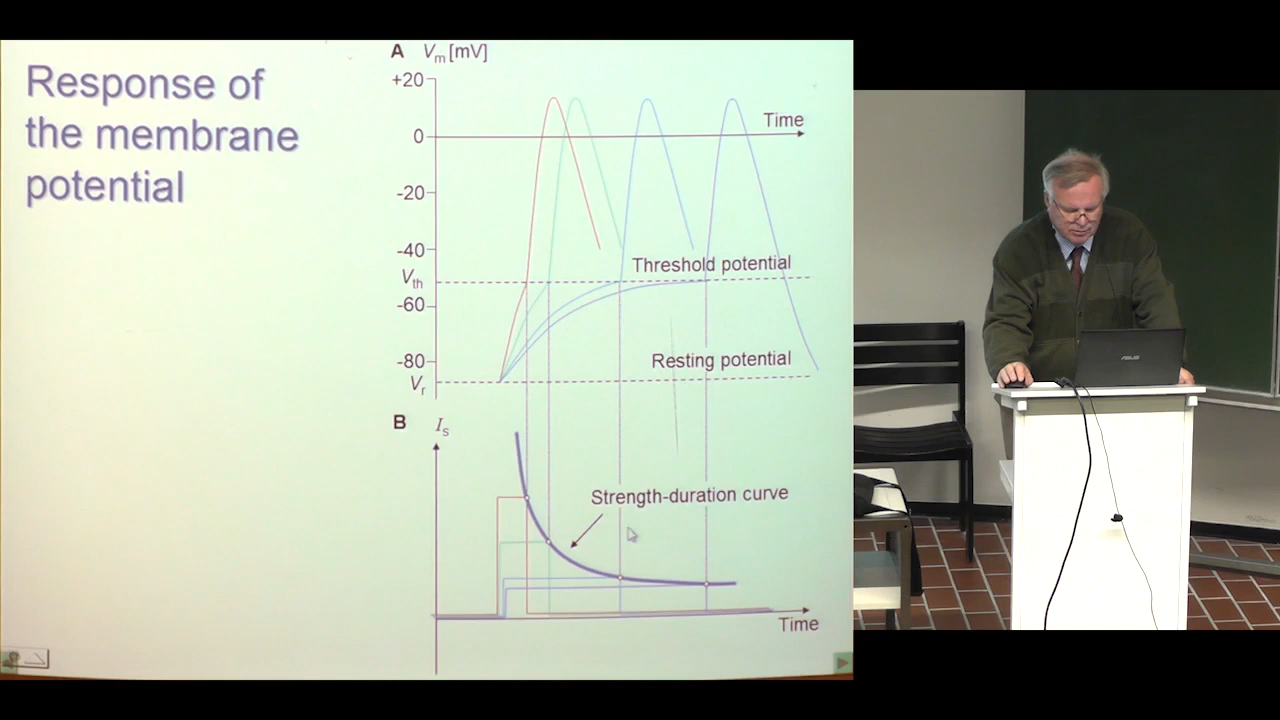 Response of
the membrane
potential
A Vm [mV]
+20
0
-20
-40
Vth
-60
-80
Vr
Time
Threshold potential
Resting potential
B Is
Strength-duration curve
Time
ASUS